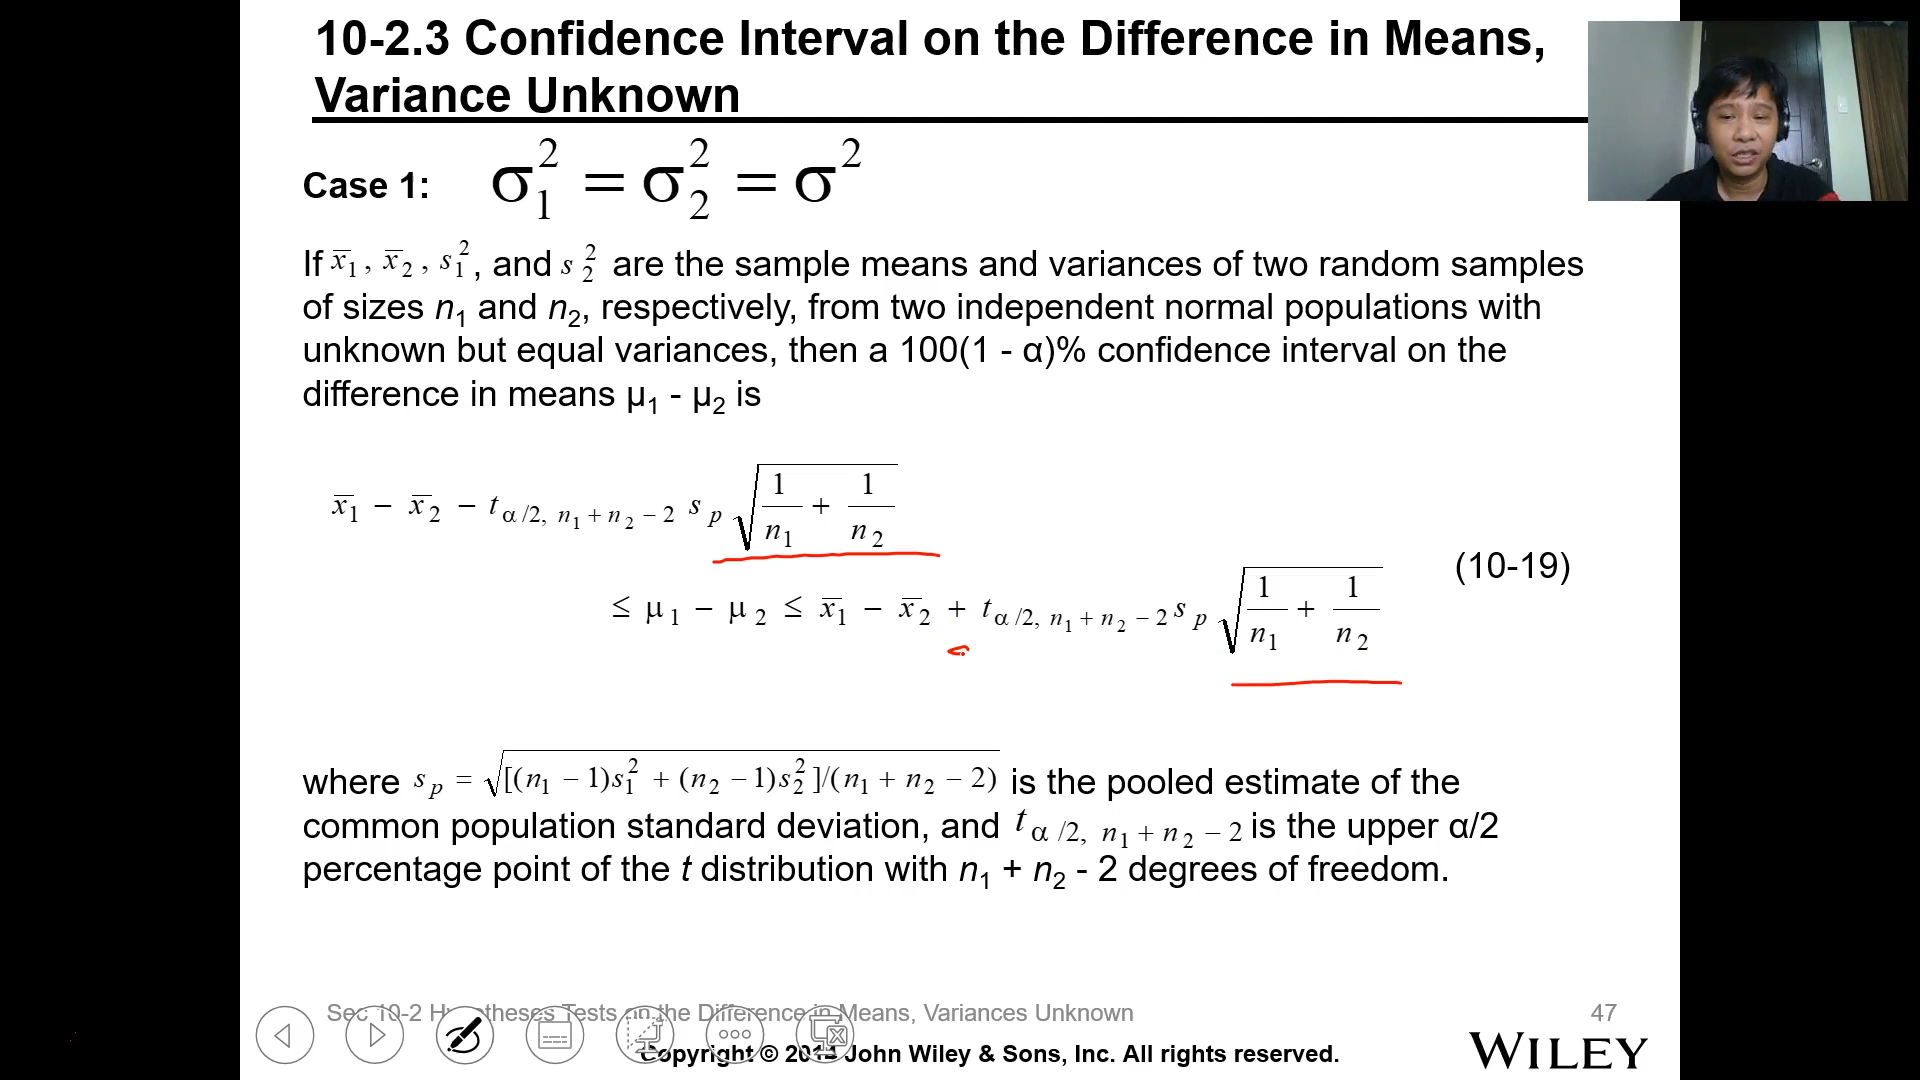 10-2.3 Confidence Interval on the Difference in Means,
Variance Unknown
Case 1: σ₁² = σ₂² = σ²
If x̄₁, x̄₂, s₁², and s₂² are the sample means and variances of two random samples
of sizes n₁ and n₂, respectively, from two independent normal populations with
unknown but equal variances, then a 100(1 - α)% confidence interval on the
difference in means μ₁ - μ₂ is
x̄₁ − x̄₂ − t α/2, n₁ + n₂ − 2 sₚ √(1/n₁ + 1/n₂)
≤ μ₁ − μ₂ ≤ x̄₁ − x̄₂ + t α/2, n₁ + n₂ − 2 sₚ √(1/n₁ + 1/n₂)
(10-19)
where sₚ = √[(n₁ − 1)s₁² + (n₂ − 1)s₂²]/(n₁ + n₂ − 2) is the pooled estimate of the
common population standard deviation, and t α/2, n₁ + n₂ − 2 is the upper α/2
percentage point of the t distribution with n₁ + n₂ - 2 degrees of freedom.
Sec 10-2 Hypotheses Tests on the Difference in Means, Variances Unknown
47
Copyright © 2014 John Wiley & Sons, Inc. All rights reserved.
WILEY